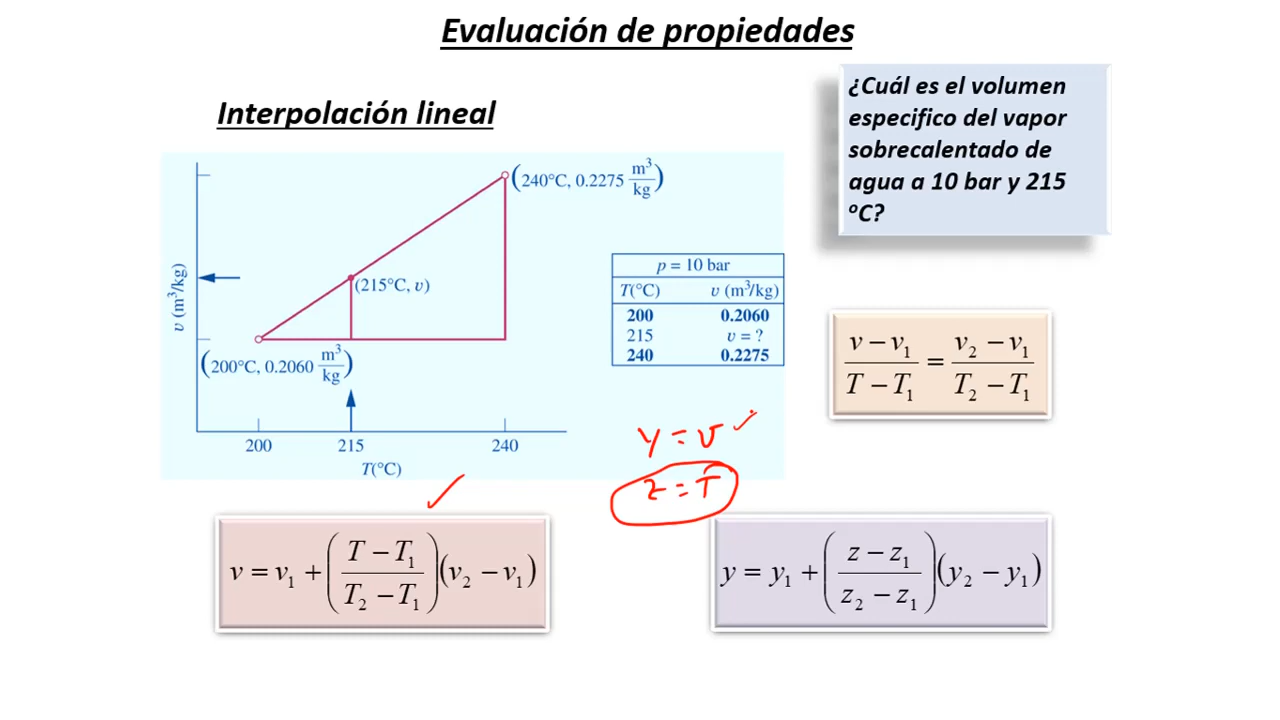 Evaluación de propiedades
Interpolación lineal
¿Cuál es el volumen
especifico del vapor
sobrecalentado de
agua a 10 bar y 215
ºC?
(240°C, 0.2275 m³/kg)
(215°C, υ)
(200°C, 0.2060 m³/kg)
υ (m³/kg)
200 215 240
T(°C)
p = 10 bar
T(°C) υ (m³/kg)
200 0.2060
215 υ = ?
240 0.2275
(v − v₁)/(T − T₁) = (v₂ − v₁)/(T₂ − T₁)
y = v
z = T
v = v₁ + ((T − T₁)/(T₂ − T₁))(v₂ − v₁)
y = y₁ + ((z − z₁)/(z₂ − z₁))(y₂ − y₁)